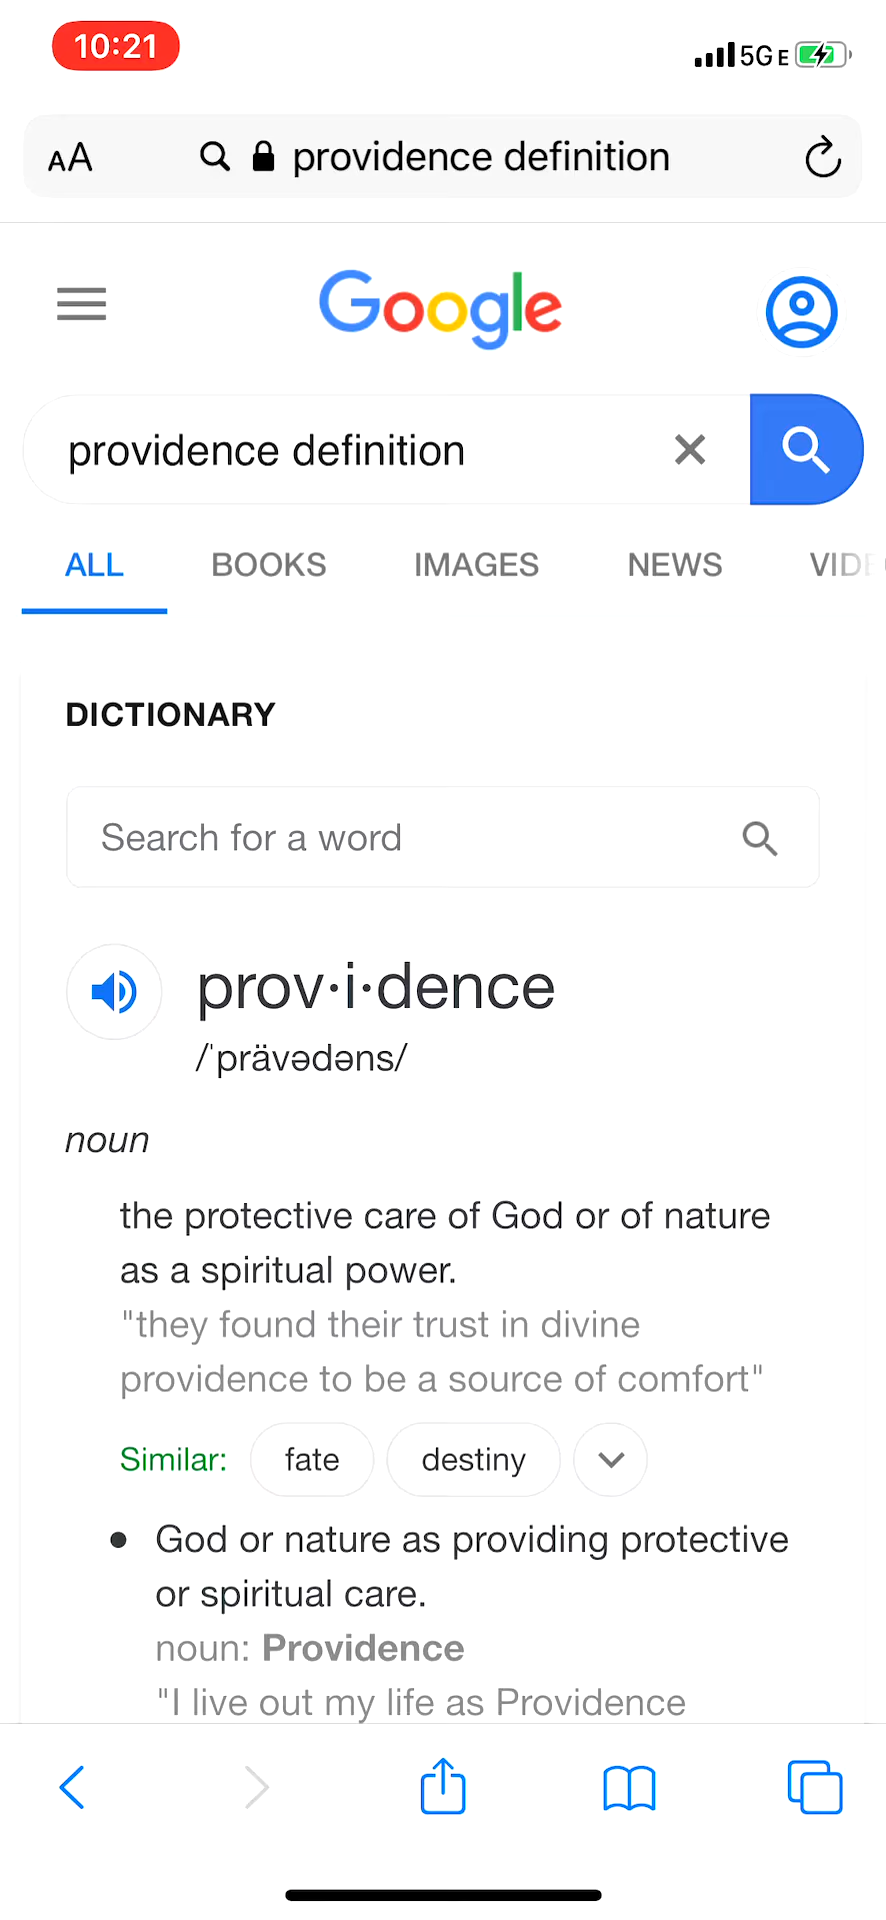 10:21
5G E
AA
providence definition
Google
providence definition
ALL BOOKS IMAGES NEWS
DICTIONARY
Search for a word
prov·i·dence
/ˈprävədəns/
noun
the protective care of God or of nature
as a spiritual power.
"they found their trust in divine
providence to be a source of comfort"
Similar: fate destiny
God or nature as providing protective
or spiritual care.
noun: Providence
"I live out my life as Providence